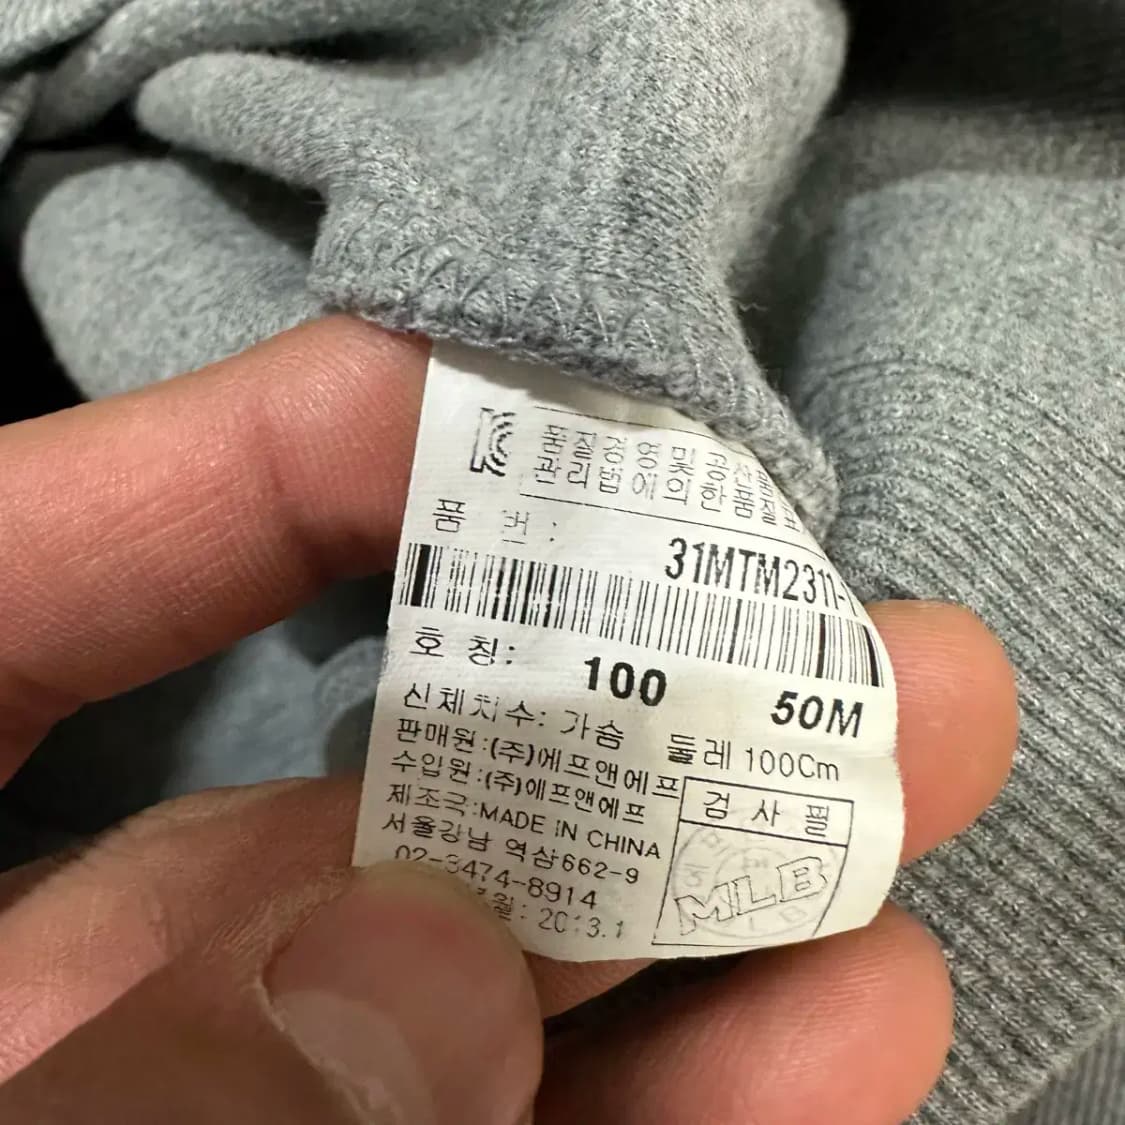 품질경영및공산품
관리법에의한품질표
품 번: 31MTM2311-
호 칭: 100 50M
신체치수: 가슴 둘레 100Cm
판매원:(주)에프앤에프
수입원:(주)에프앤에프
제조국:MADE IN CHINA
서울강남 역삼662-9
02-3474-8914
월: 2013.1
검 사 필
MLB